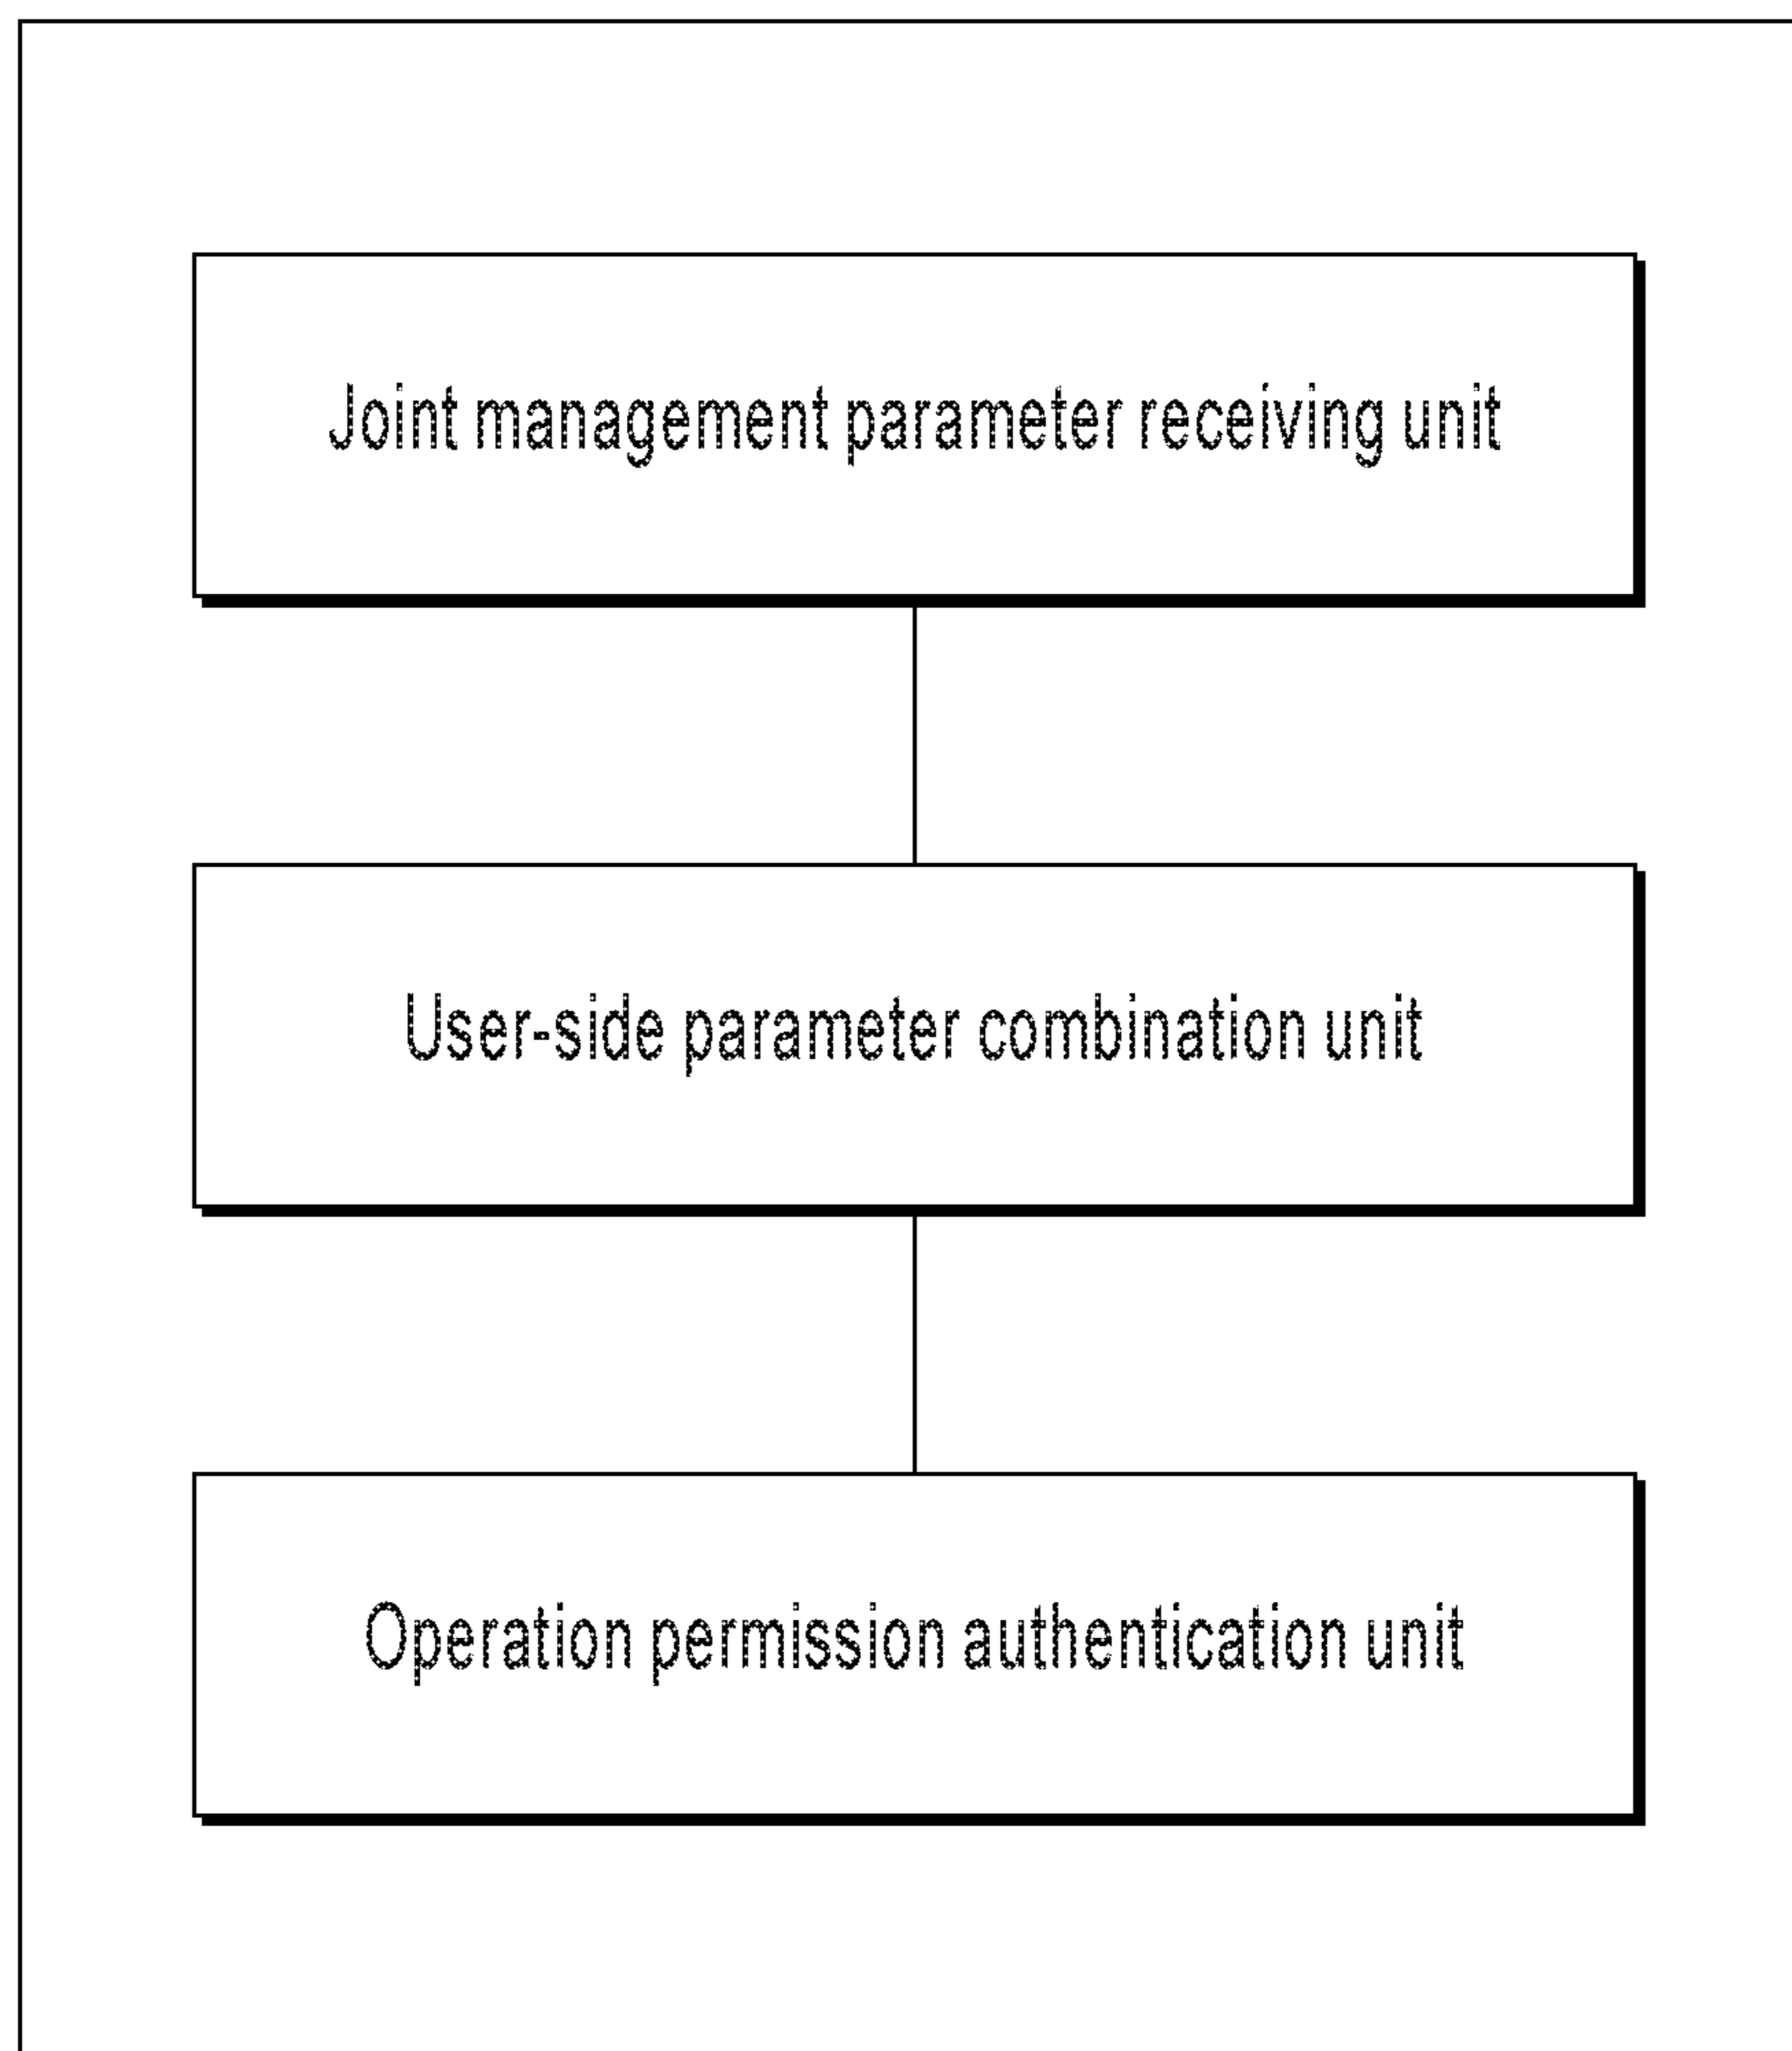 Joint management parameter receiving unit
User-side parameter combination unit
Operation permission authentication unit